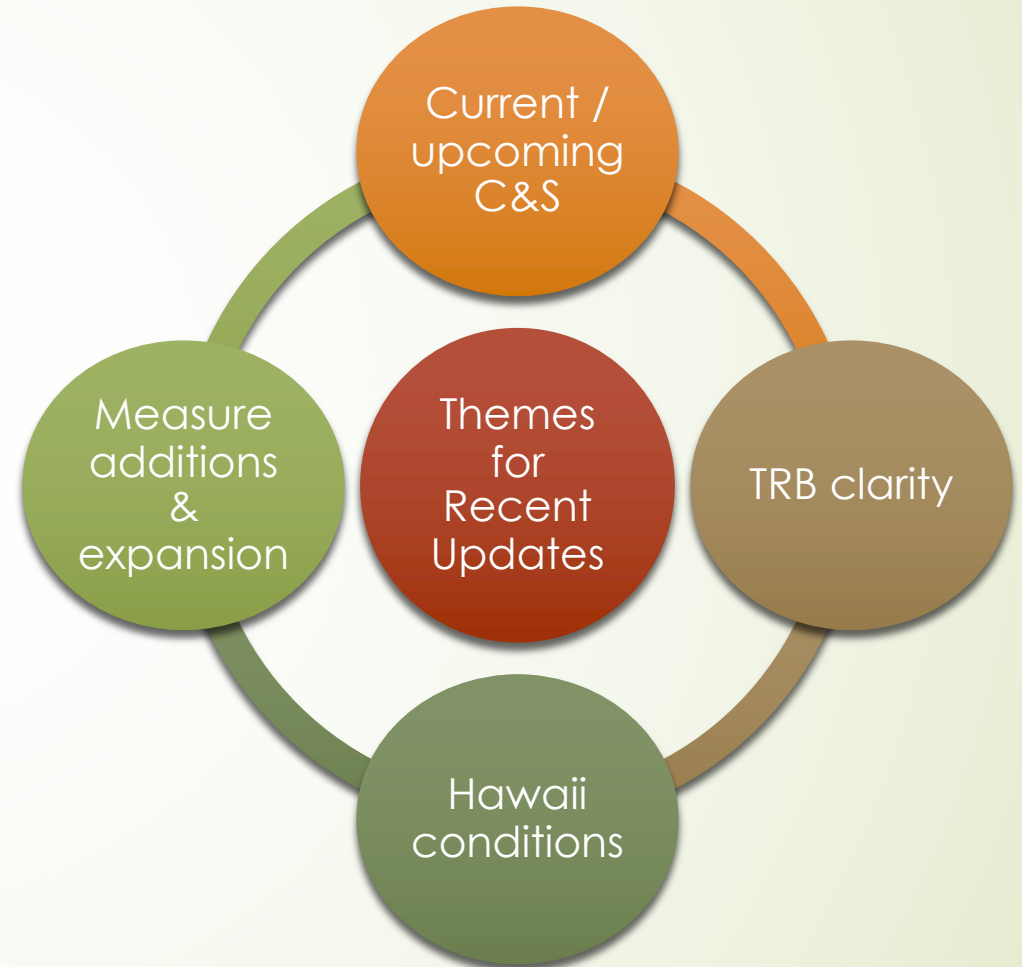 Current /
upcoming
C&S
Measure
additions
&
expansion
Themes
for
Recent
Updates
TRB clarity
Hawaii
conditions